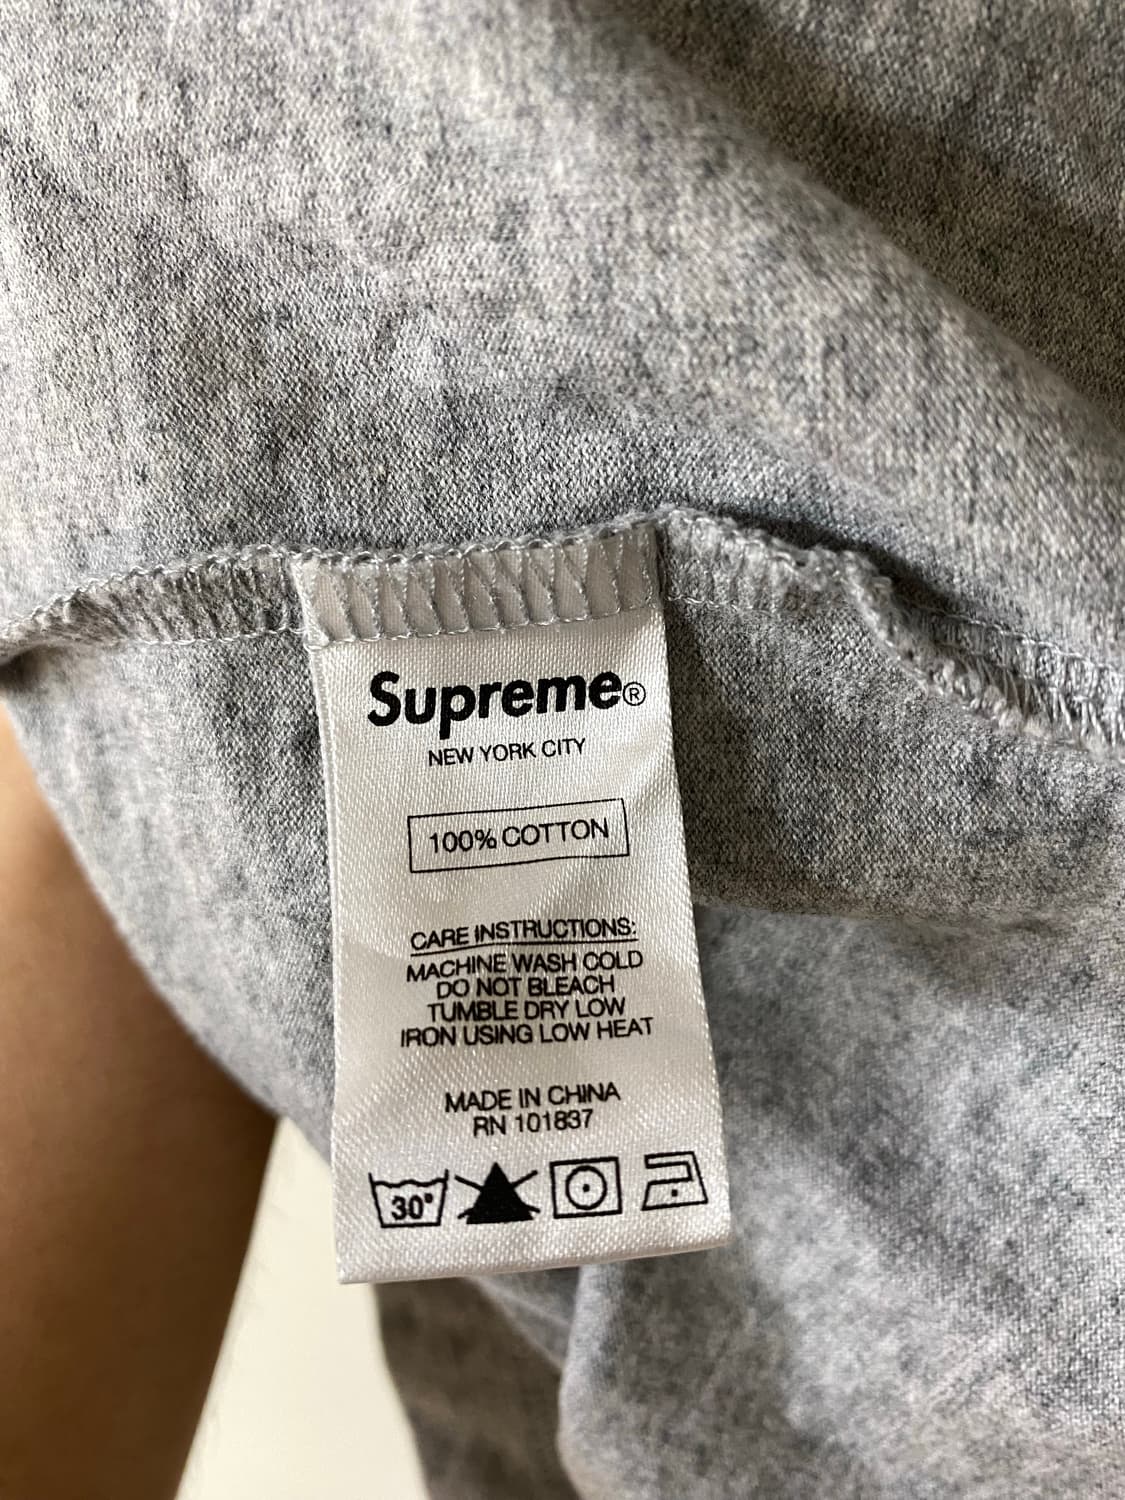 Supreme®
NEW YORK CITY
100% COTTON
CARE INSTRUCTIONS:
MACHINE WASH COLD
DO NOT BLEACH
TUMBLE DRY LOW
IRON USING LOW HEAT
MADE IN CHINA
RN 101837
30°